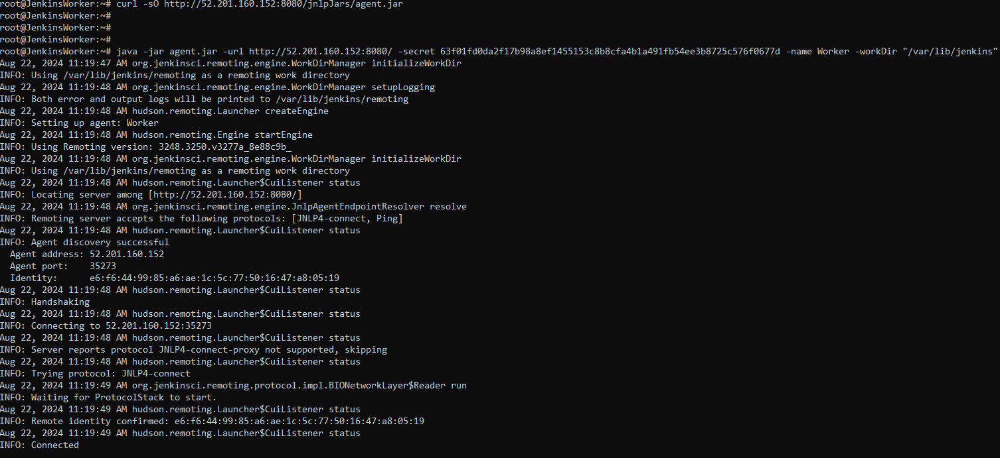 root@JenkinsWorker:~# curl -sO http://52.201.160.152:8080/jnlpJars/agent.jar
root@JenkinsWorker:~#
root@JenkinsWorker:~#
root@JenkinsWorker:~#
root@JenkinsWorker:~# java -jar agent.jar -url http://52.201.160.152:8080/ -secret 63f01fd0da2f17b98a8ef1455153c8b8cfa4b1a491fb54ee3b8725c576f0677d -name Worker -workDir "/var/lib/jenkins"
Aug 22, 2024 11:19:47 AM org.jenkinsci.remoting.engine.WorkDirManager initializeWorkDir
INFO: Using /var/lib/jenkins/remoting as a remoting work directory
Aug 22, 2024 11:19:48 AM org.jenkinsci.remoting.engine.WorkDirManager setupLogging
INFO: Both error and output logs will be printed to /var/lib/jenkins/remoting
Aug 22, 2024 11:19:48 AM hudson.remoting.Launcher createEngine
INFO: Setting up agent: Worker
Aug 22, 2024 11:19:48 AM hudson.remoting.Engine startEngine
INFO: Using Remoting version: 3248.3250.v3277a_8e88c9b_
Aug 22, 2024 11:19:48 AM org.jenkinsci.remoting.engine.WorkDirManager initializeWorkDir
INFO: Using /var/lib/jenkins/remoting as a remoting work directory
Aug 22, 2024 11:19:48 AM hudson.remoting.Launcher$CuiListener status
INFO: Locating server among [http://52.201.160.152:8080/]
Aug 22, 2024 11:19:48 AM org.jenkinsci.remoting.engine.JnlpAgentEndpointResolver resolve
INFO: Remoting server accepts the following protocols: [JNLP4-connect, Ping]
Aug 22, 2024 11:19:48 AM hudson.remoting.Launcher$CuiListener status
INFO: Agent discovery successful
  Agent address: 52.201.160.152
  Agent port:    35273
  Identity:      e6:f6:44:99:85:a6:ae:1c:5c:77:50:16:47:a8:05:19
Aug 22, 2024 11:19:48 AM hudson.remoting.Launcher$CuiListener status
INFO: Handshaking
Aug 22, 2024 11:19:48 AM hudson.remoting.Launcher$CuiListener status
INFO: Connecting to 52.201.160.152:35273
Aug 22, 2024 11:19:48 AM hudson.remoting.Launcher$CuiListener status
INFO: Server reports protocol JNLP4-connect-proxy not supported, skipping
Aug 22, 2024 11:19:48 AM hudson.remoting.Launcher$CuiListener status
INFO: Trying protocol: JNLP4-connect
Aug 22, 2024 11:19:49 AM org.jenkinsci.remoting.protocol.impl.BIONetworkLayer$Reader run
INFO: Waiting for ProtocolStack to start.
Aug 22, 2024 11:19:49 AM hudson.remoting.Launcher$CuiListener status
INFO: Remote identity confirmed: e6:f6:44:99:85:a6:ae:1c:5c:77:50:16:47:a8:05:19
Aug 22, 2024 11:19:49 AM hudson.remoting.Launcher$CuiListener status
INFO: Connected